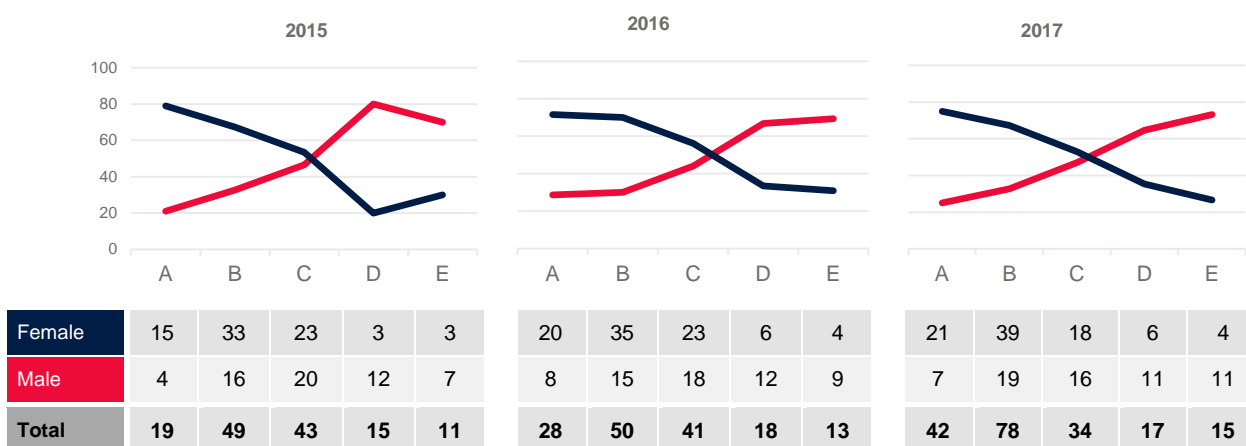 2015
2016
2017
100
80
60
40
20
0
A B C D E
A B C D E
A B C D E
Female 15 33 23 3 3 20 35 23 6 4 21 39 18 6 4
Male 4 16 20 12 7 8 15 18 12 9 7 19 16 11 11
Total 19 49 43 15 11 28 50 41 18 13 42 78 34 17 15